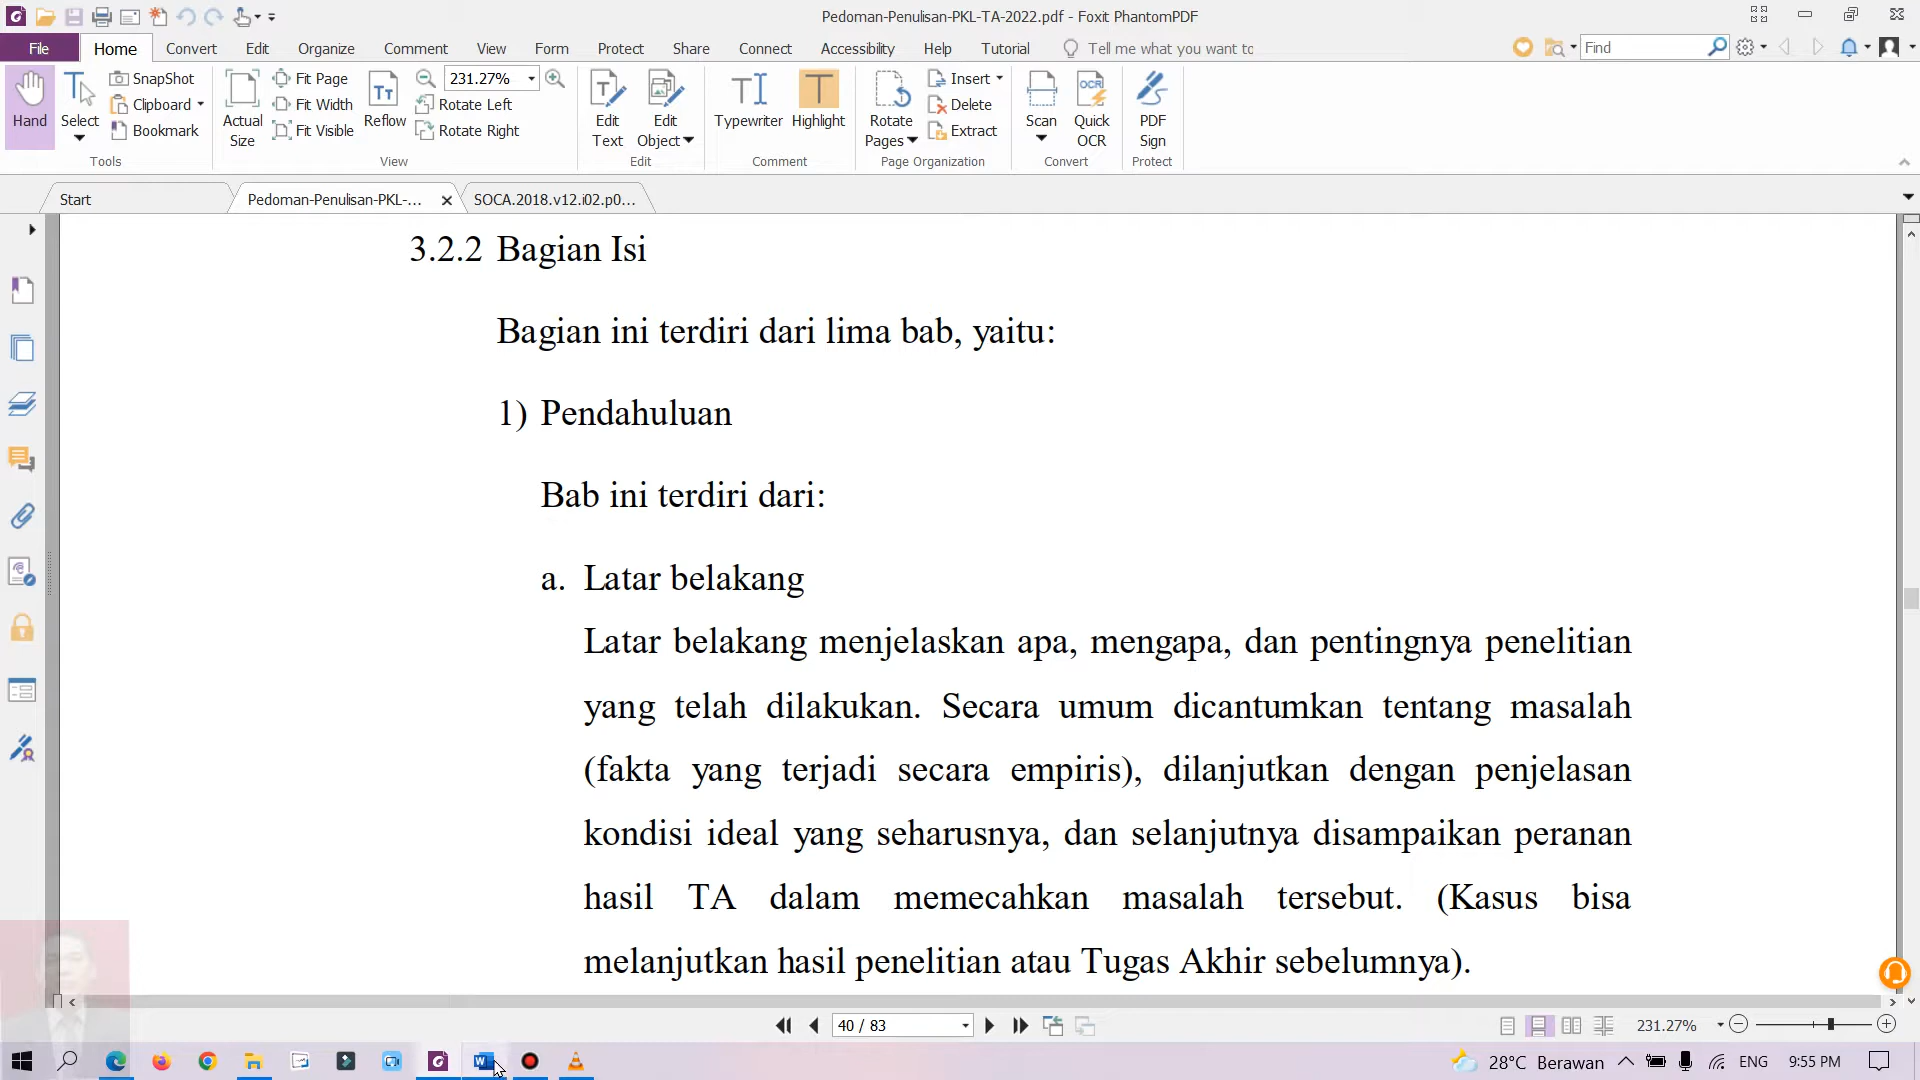 Pedoman-Penulisan-PKL-TA-2022.pdf - Foxit PhantomPDF
File Home Convert Edit Organize Comment View Form Protect Share Connect Accessibility Help Tutorial Tell me what you want to Find
Hand
Select
SnapShot
Clipboard
Bookmark
Tools
Actual Size
Fit Page
Fit Width
Fit Visible
Reflow
231.27%
Rotate Left
Rotate Right
View
Edit Text
Edit Object
Edit
Typewriter
Highlight
Comment
Rotate Pages
Insert
Delete
Extract
Page Organization
Scan
Quick OCR
Convert
PDF Sign
Protect
Start
Pedoman-Penulisan-PKL-...
SOCA.2018.v12.i02.p0...
3.2.2 Bagian Isi
Bagian ini terdiri dari lima bab, yaitu:
1) Pendahuluan
Bab ini terdiri dari:
a. Latar belakang
Latar belakang menjelaskan apa, mengapa, dan pentingnya penelitian
yang telah dilakukan. Secara umum dicantumkan tentang masalah
(fakta yang terjadi secara empiris), dilanjutkan dengan penjelasan
kondisi ideal yang seharusnya, dan selanjutnya disampaikan peranan
hasil TA dalam memecahkan masalah tersebut. (Kasus bisa
melanjutkan hasil penelitian atau Tugas Akhir sebelumnya).
40 / 83
231.27%
28°C Berawan
ENG
9:55 PM